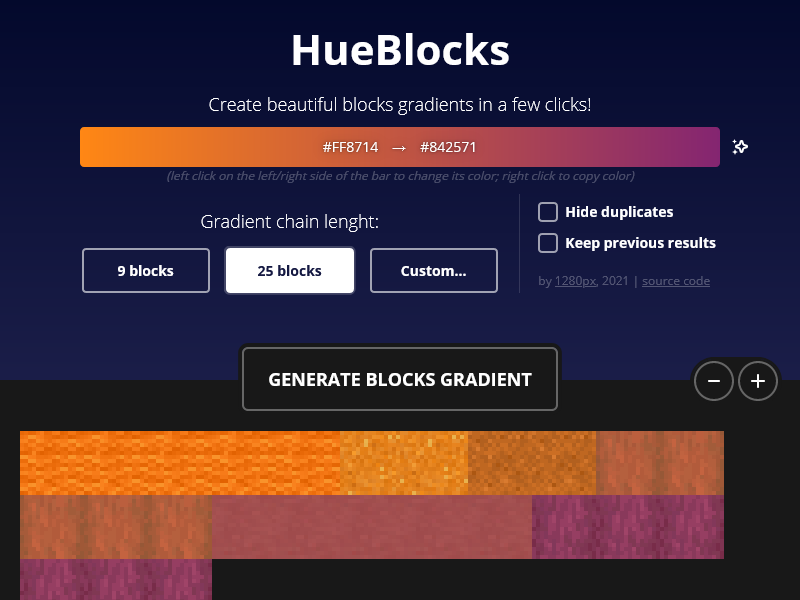 HueBlocks
Create beautiful blocks gradients in a few clicks!
#FF8714 → #842571
(left click on the left/right side of the bar to change its color; right click to copy color)
Gradient chain lenght:
9 blocks
25 blocks
Custom...
Hide duplicates
Keep previous results
by 1280px, 2021 | source code
GENERATE BLOCKS GRADIENT
− +